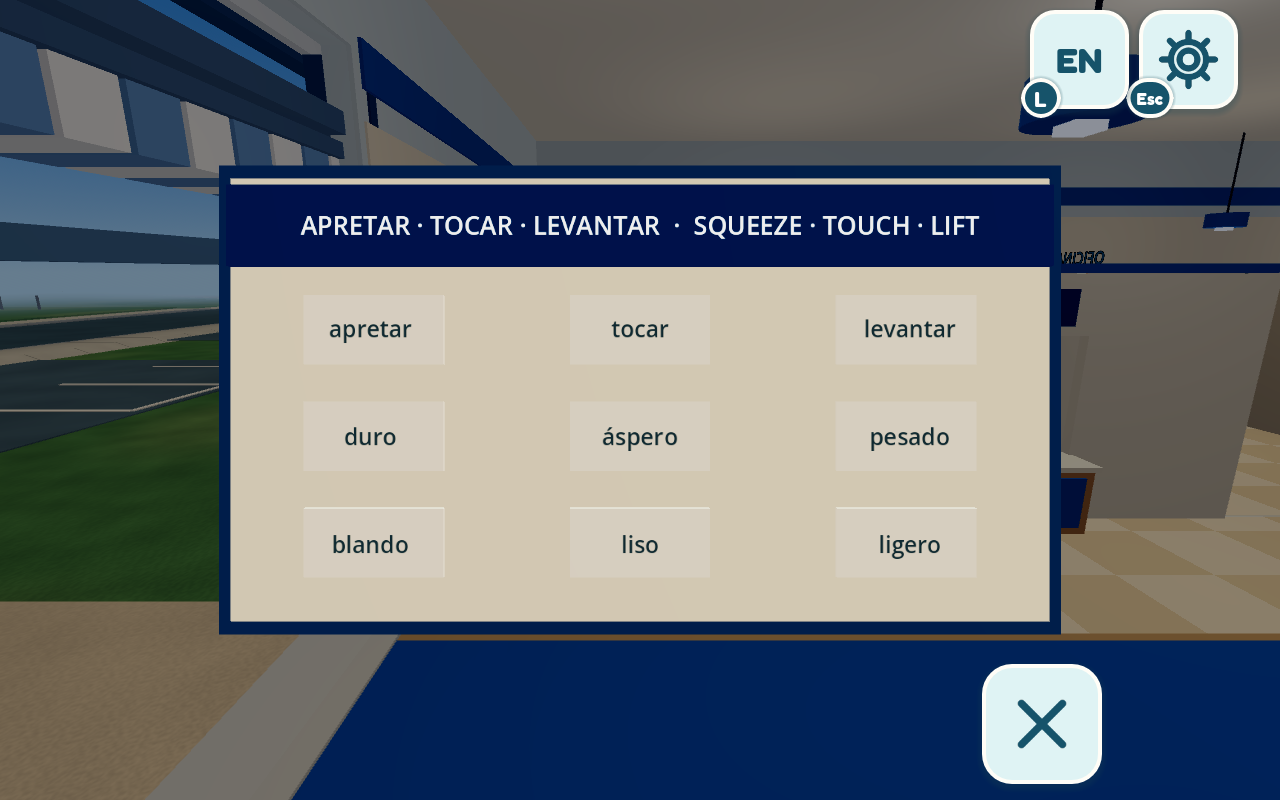 EN
L
Esc
APRETAR · TOCAR · LEVANTAR · SQUEEZE · TOUCH · LIFT
apretar tocar levantar
duro áspero pesado
blando liso ligero